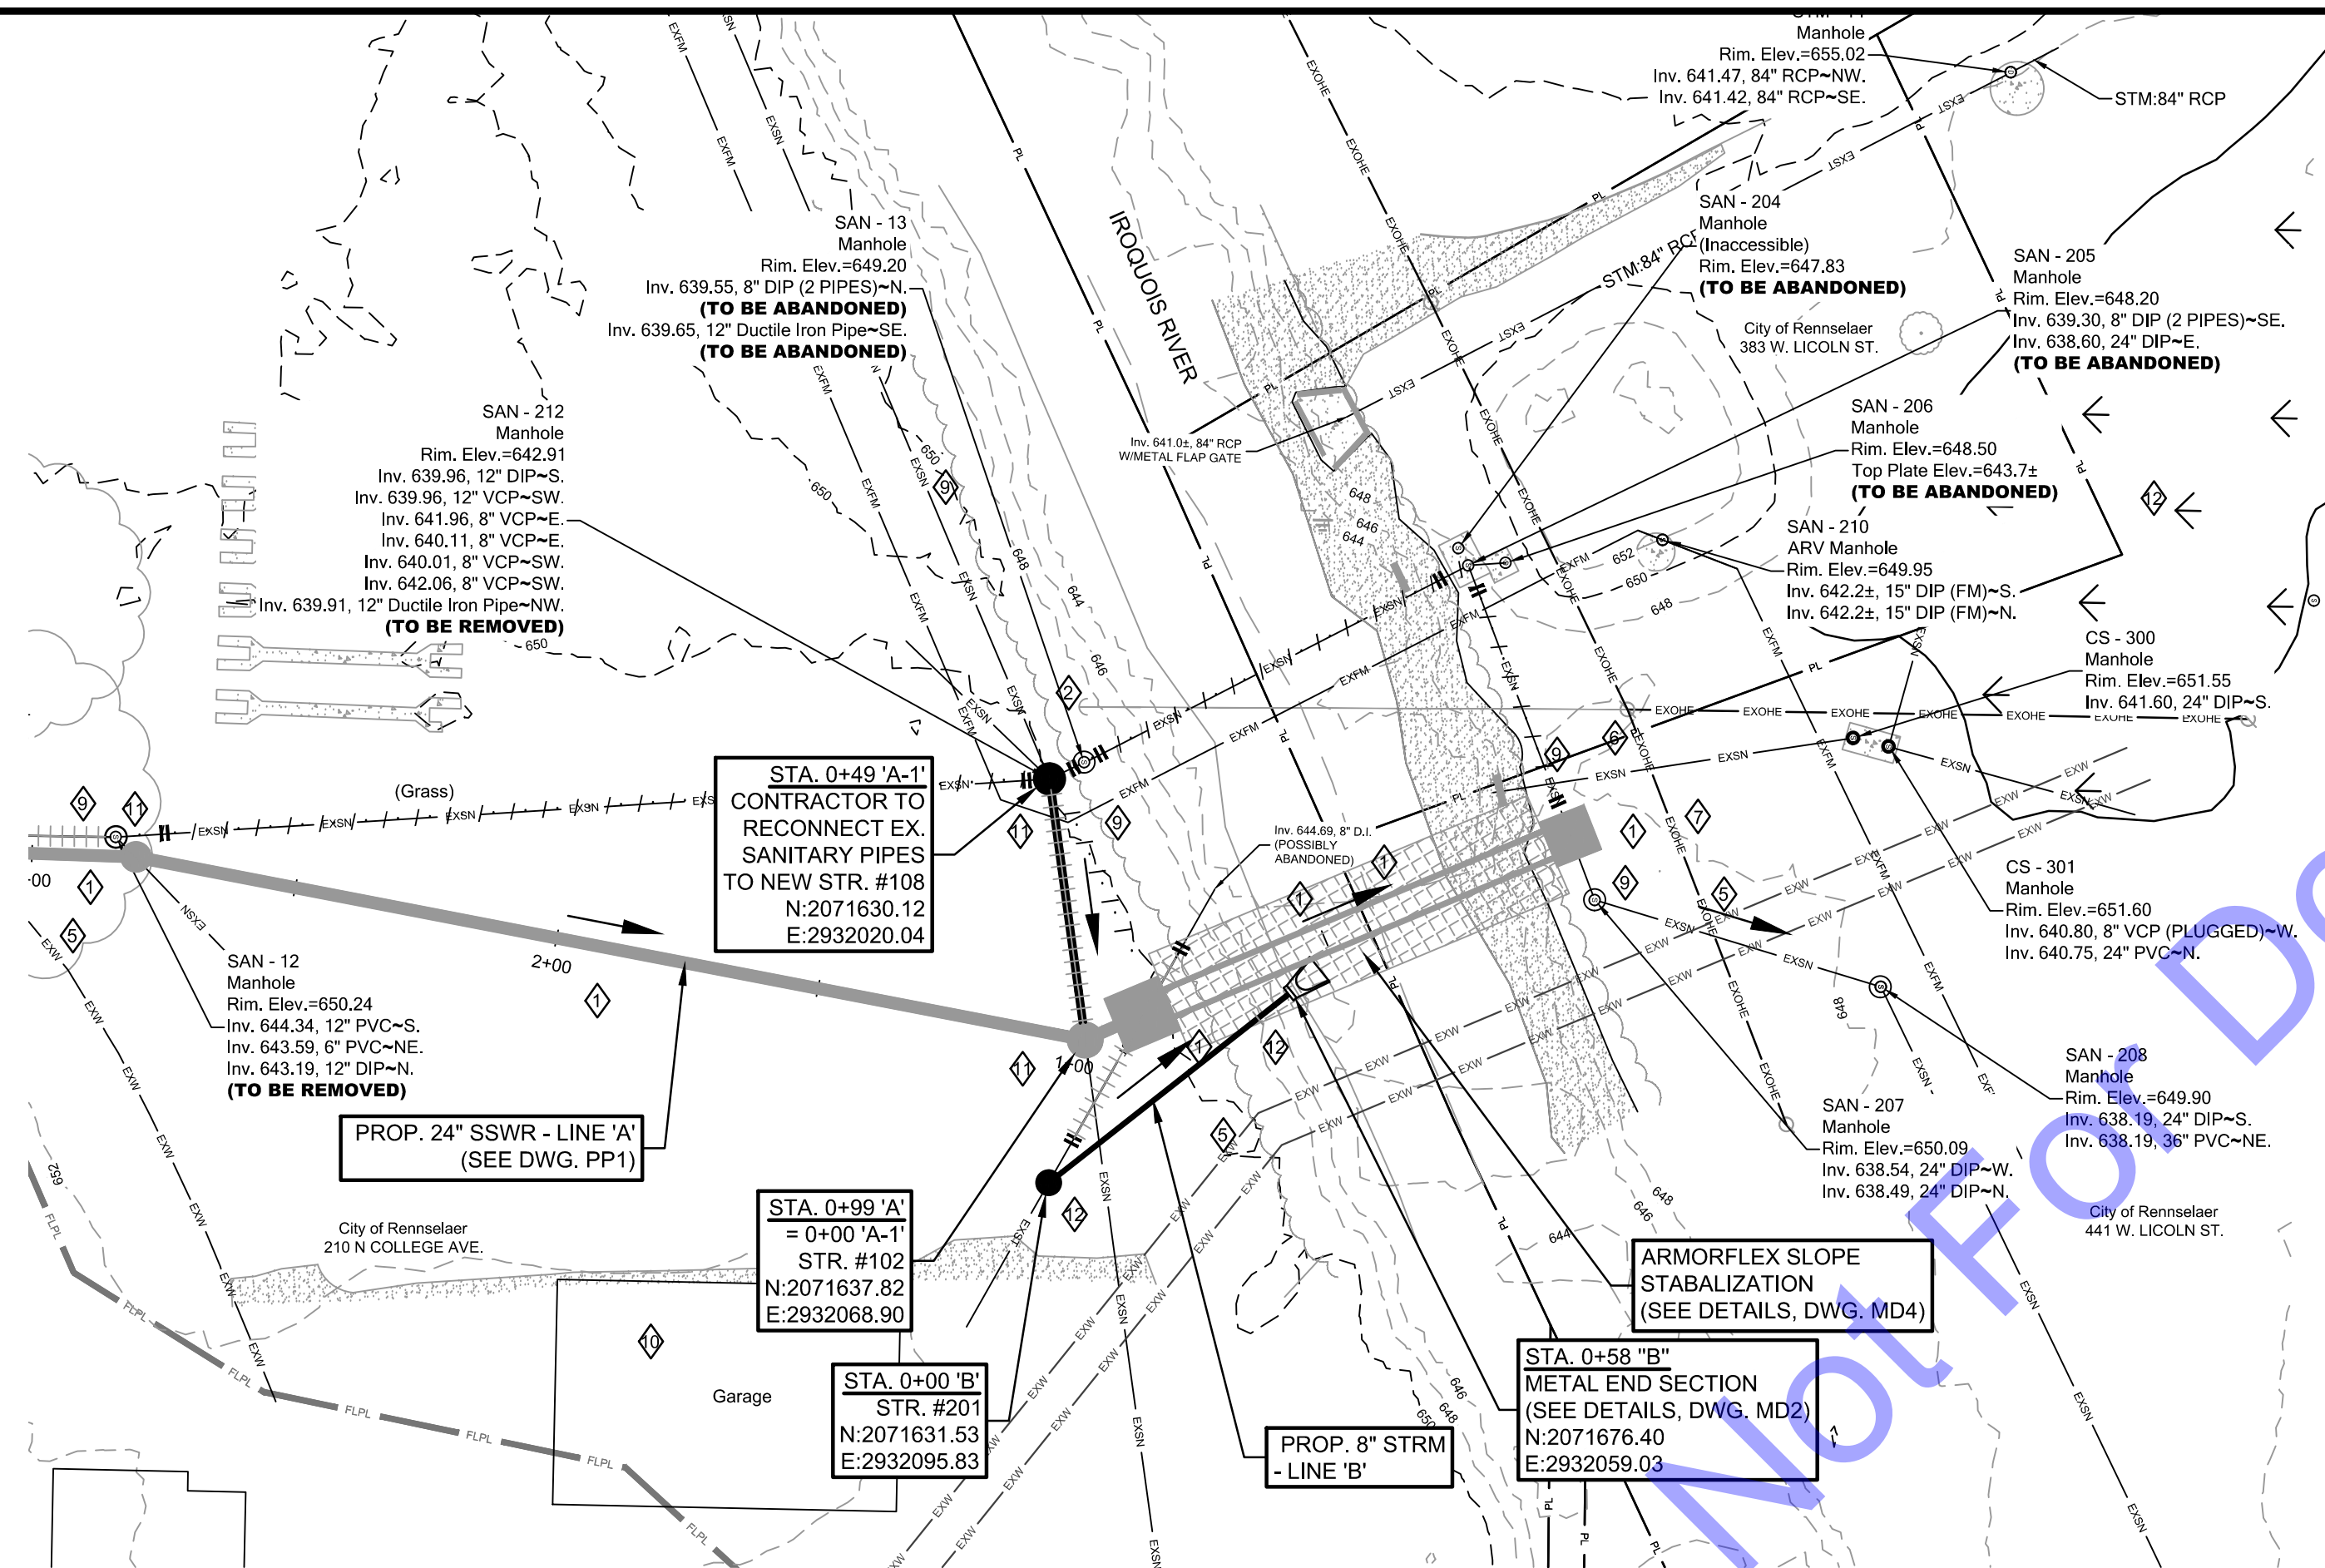 Manhole
Rim. Elev.=655.02
Inv. 641.47, 84" RCP~NW.
Inv. 641.42, 84" RCP~SE.
STM:84" RCP
SAN - 13
Manhole
Rim. Elev.=649.20
Inv. 639.55, 8" DIP (2 PIPES)~N.
(TO BE ABANDONED)
Inv. 639.65, 12" Ductile Iron Pipe~SE.
(TO BE ABANDONED)
IROQUOIS RIVER
SAN - 204
Manhole
(Inaccessible)
Rim. Elev.=647.83
(TO BE ABANDONED)
STM:84" RCP
City of Rennselaer
383 W. LICOLN ST.
SAN - 205
Manhole
Rim. Elev.=648.20
Inv. 639.30, 8" DIP (2 PIPES)~SE.
Inv. 638.60, 24" DIP~E.
(TO BE ABANDONED)
SAN - 212
Manhole
Rim. Elev.=642.91
Inv. 639.96, 12" DIP~S.
Inv. 639.96, 12" VCP~SW.
Inv. 641.96, 8" VCP~E.
Inv. 640.11, 8" VCP~E.
Inv. 640.01, 8" VCP~SW.
Inv. 642.06, 8" VCP~SW.
Inv. 639.91, 12" Ductile Iron Pipe~NW.
(TO BE REMOVED)
Inv. 641.0±, 84" RCP
W/METAL FLAP GATE
SAN - 206
Manhole
Rim. Elev.=648.50
Top Plate Elev.=643.7±
(TO BE ABANDONED)
SAN - 210
ARV Manhole
Rim. Elev.=649.95
Inv. 642.2±, 15" DIP (FM)~S.
Inv. 642.2±, 15" DIP (FM)~N.
CS - 300
Manhole
Rim. Elev.=651.55
Inv. 641.60, 24" DIP~S.
STA. 0+49 'A-1'
CONTRACTOR TO
RECONNECT EX.
SANITARY PIPES
TO NEW STR. #108
N:2071630.12
E:2932020.04
(Grass)
Inv. 644.69, 8" D.I.
(POSSIBLY
ABANDONED)
CS - 301
Manhole
Rim. Elev.=651.60
Inv. 640.80, 8" VCP (PLUGGED)~W.
Inv. 640.75, 24" PVC~N.
2+00
1+00
SAN - 12
Manhole
Rim. Elev.=650.24
Inv. 644.34, 12" PVC~S.
Inv. 643.59, 6" PVC~NE.
Inv. 643.19, 12" DIP~N.
(TO BE REMOVED)
PROP. 24" SSWR - LINE 'A'
(SEE DWG. PP1)
SAN - 208
Manhole
Rim. Elev.=649.90
Inv. 638.19, 24" DIP~S.
Inv. 638.19, 36" PVC~NE.
SAN - 207
Manhole
Rim. Elev.=650.09
Inv. 638.54, 24" DIP~W.
Inv. 638.49, 24" DIP~N.
City of Rennselaer
441 W. LICOLN ST.
City of Rennselaer
210 N COLLEGE AVE.
STA. 0+99 'A'
= 0+00 'A-1'
STR. #102
N:2071637.82
E:2932068.90
ARMORFLEX SLOPE
STABALIZATION
(SEE DETAILS, DWG. MD4)
Garage
STA. 0+00 'B'
STR. #201
N:2071631.53
E:2932095.83
PROP. 8" STRM
- LINE 'B'
STA. 0+58 "B"
METAL END SECTION
(SEE DETAILS, DWG. MD2)
N:2071676.40
E:2932059.03
Not For